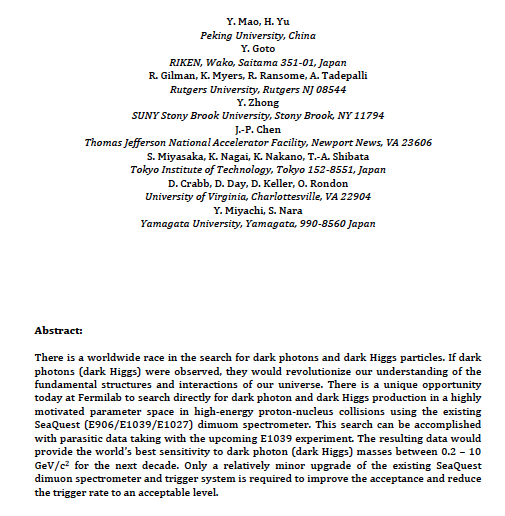 Y. Mao, H. Yu
Peking University, China
Y. Goto
RIKEN, Wako, Saitama 351-01, Japan
R. Gilman, K. Myers, R. Ransome, A. Tadepalli
Rutgers University, Rutgers NJ 08544
Y. Zhong
SUNY Stony Brook University, Stony Brook, NY 11794
J.-P. Chen
Thomas Jefferson National Accelerator Facility, Newport News, VA 23606
S. Miyasaka, K. Nagai, K. Nakano, T.-A. Shibata
Tokyo Institute of Technology, Tokyo 152-8551, Japan
D. Crabb, D. Day, D. Keller, O. Rondon
University of Virginia, Charlottesville, VA 22904
Y. Miyachi, S. Nara
Yamagata University, Yamagata, 990-8560 Japan
Abstract:
There is a worldwide race in the search for dark photons and dark Higgs particles. If dark
photons (dark Higgs) were observed, they would revolutionize our understanding of the
fundamental structures and interactions of our universe. There is a unique opportunity
today at Fermilab to search directly for dark photon and dark Higgs production in a highly
motivated parameter space in high-energy proton-nucleus collisions using the existing
SeaQuest (E906/E1039/E1027) dimuom spectrometer. This search can be accomplished
with parasitic data taking with the upcoming E1039 experiment. The resulting data would
provide the world's best sensitivity to dark photon (dark Higgs) masses between 0.2 – 10
GeV/c² for the next decade. Only a relatively minor upgrade of the existing SeaQuest
dimuon spectrometer and trigger system is required to improve the acceptance and reduce
the trigger rate to an acceptable level.